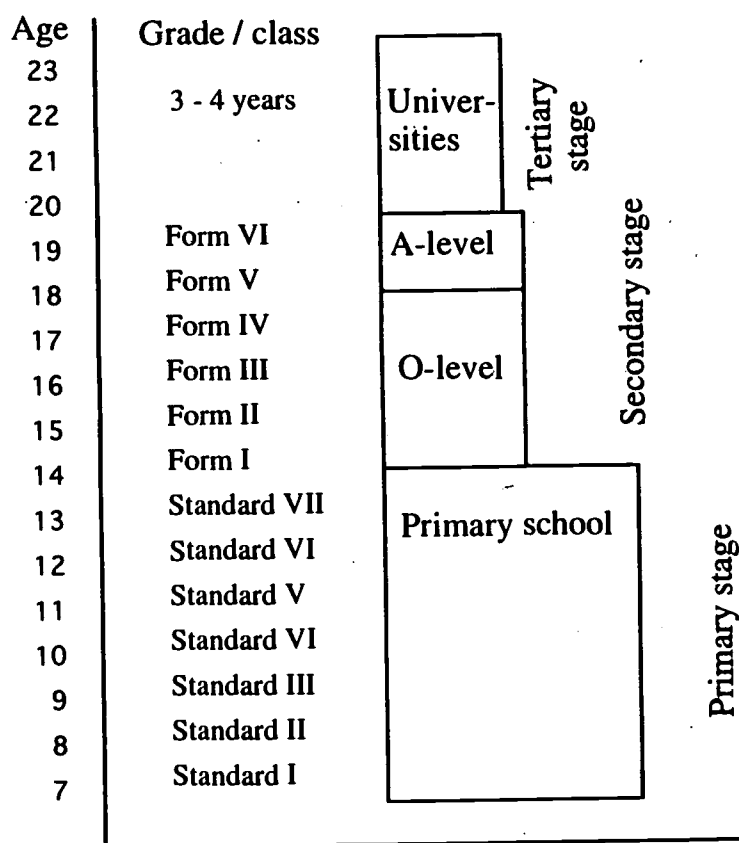 Age
Grade / class
23
22
3 - 4 years
Univer-
sities
Tertiary
stage
21
20
19
Form VI
A-level
18
Form V
17
Form IV
16
Form III
O-level
Secondary stage
15
Form II
14
Form I
13
Standard VII
Primary school
12
Standard VI
11
Standard V
10
Standard VI
9
Standard III
8
Standard II
7
Standard I
Primary stage